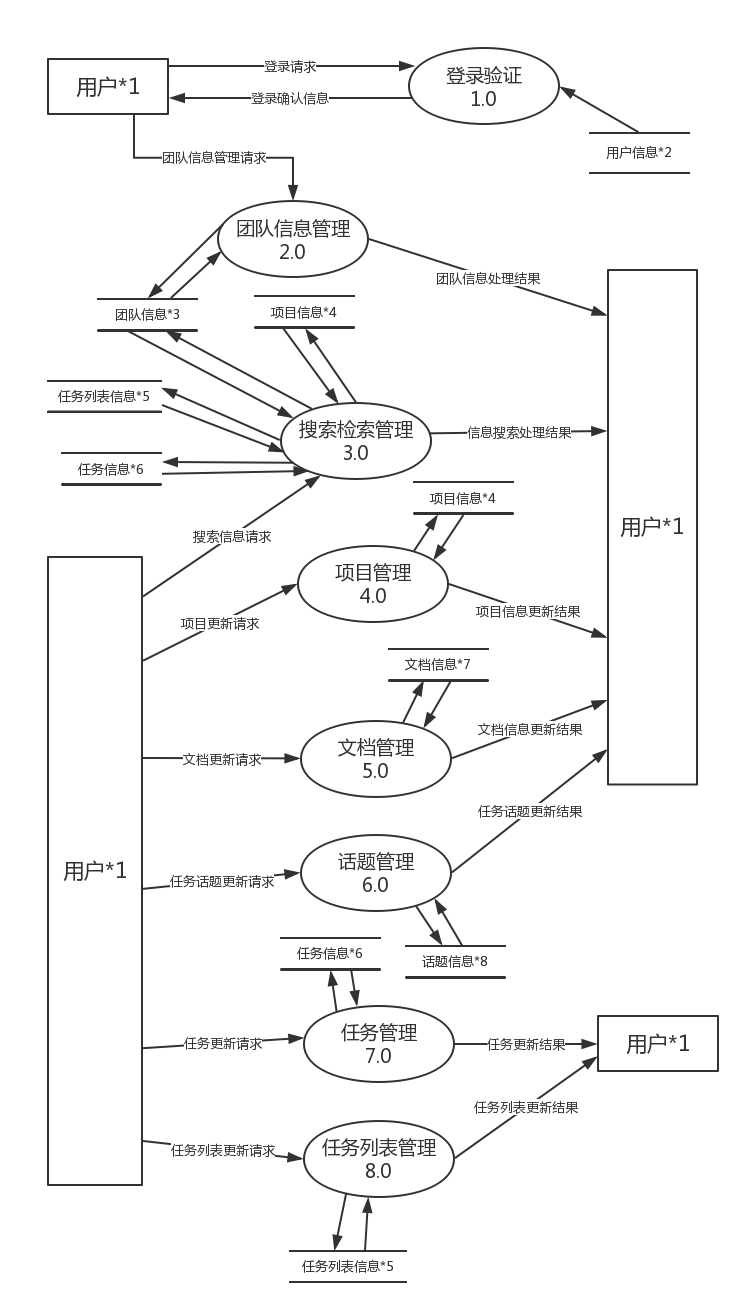 用户*1
登录请求
登录验证
1.0
登录确认信息
用户信息*2
团队信息管理请求
团队信息管理
2.0
团队信息处理结果
团队信息*3
项目信息*4
任务列表信息*5
搜索检索管理
3.0
信息搜索处理结果
任务信息*6
项目信息*4
搜索信息请求
用户*1
项目管理
4.0
项目更新请求
项目信息更新结果
文档信息*7
文档管理
5.0
文档更新请求
文档信息更新结果
任务话题更新结果
用户*1
话题管理
6.0
任务话题更新请求
任务信息*6
话题信息*8
任务管理
7.0
任务更新请求
任务更新结果
用户*1
任务列表更新结果
任务列表管理
8.0
任务列表更新请求
任务列表信息*5